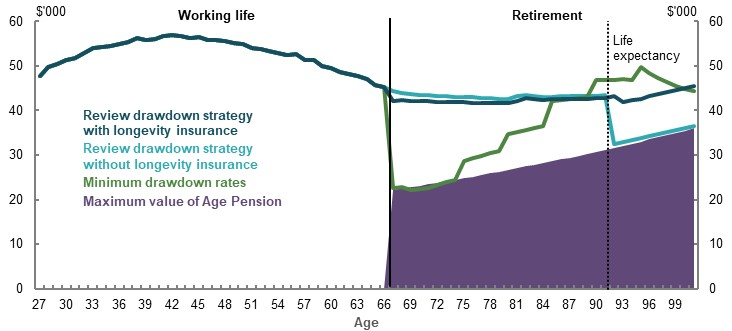 $'000 Working life Retirement $'000
60 60
50 50
40 40
30 30
20 20
10 10
0 0
Life
expectancy
Review drawdown strategy
with longevity insurance
Review drawdown strategy
without longevity insurance
Minimum drawdown rates
Maximum value of Age Pension
27 30 33 36 39 42 45 48 51 54 57 60 63 66 69 72 75 78 81 84 87 90 93 96 99
Age